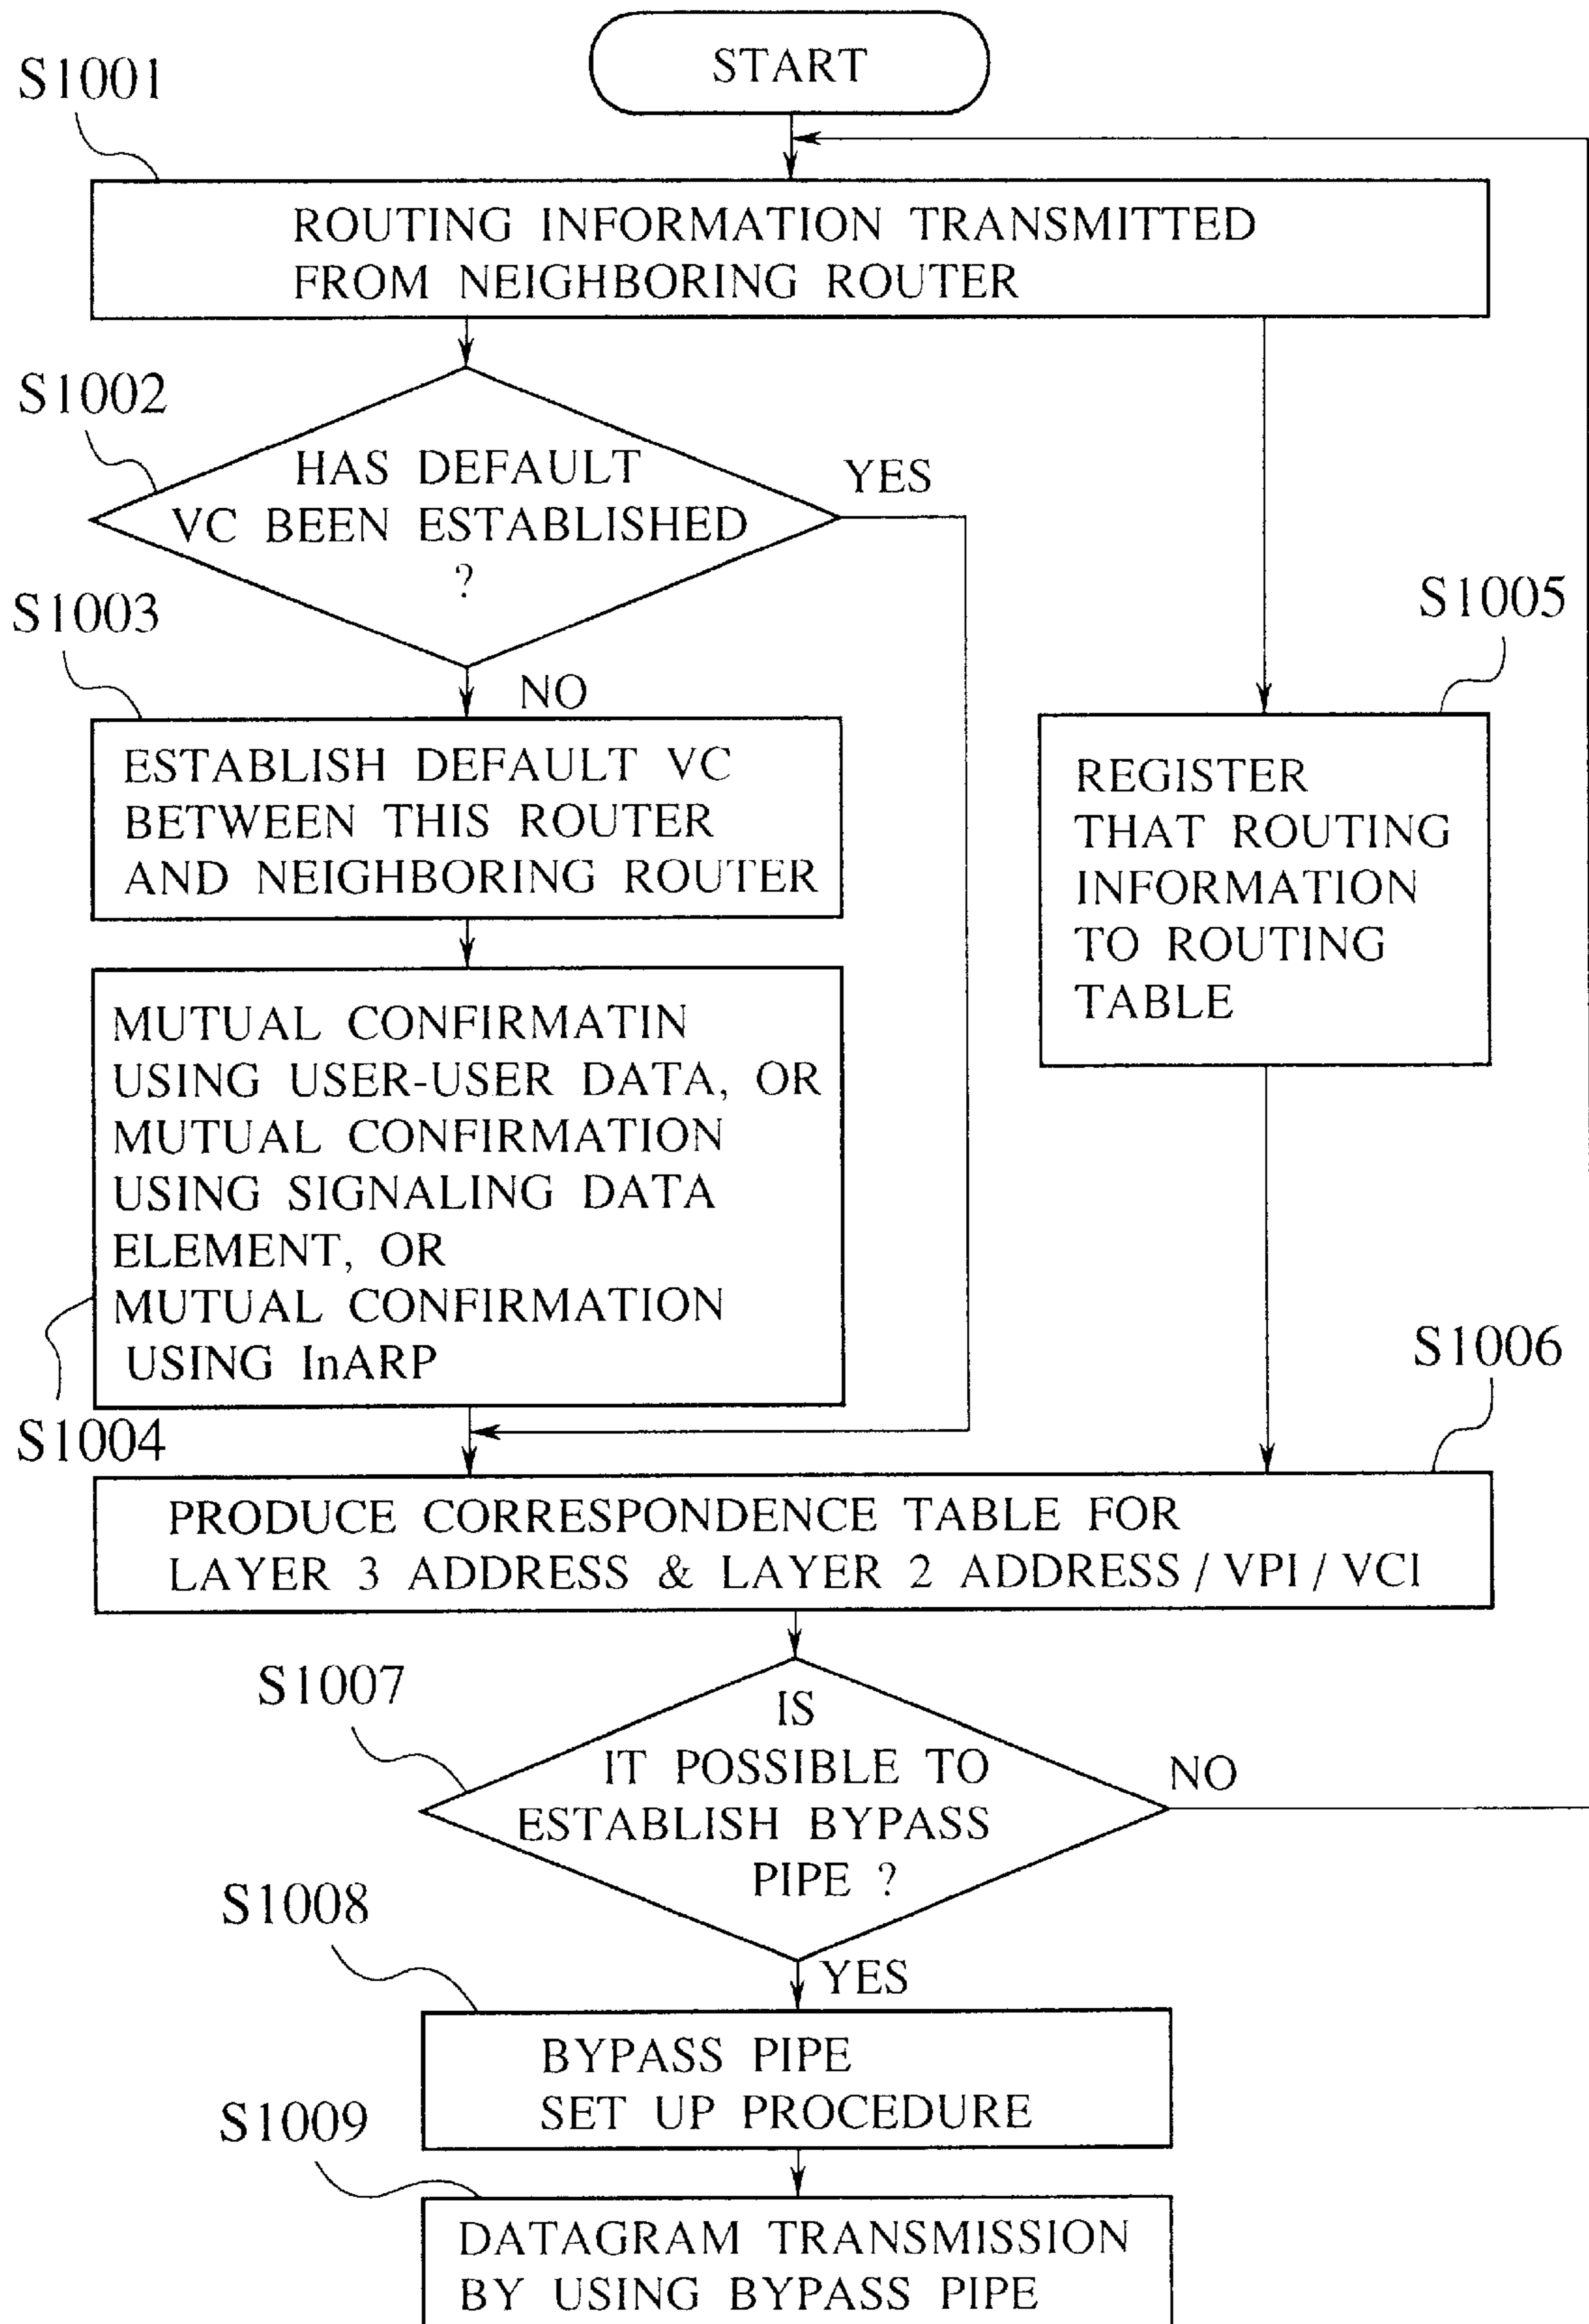 START
S1001
ROUTING INFORMATION TRANSMITTED
FROM NEIGHBORING ROUTER
S1002
HAS DEFAULT
VC BEEN ESTABLISHED
?
YES
NO
S1003
ESTABLISH DEFAULT VC
BETWEEN THIS ROUTER
AND NEIGHBORING ROUTER
S1005
REGISTER
THAT ROUTING
INFORMATION
TO ROUTING
TABLE
MUTUAL CONFIRMATIN
USING USER-USER DATA, OR
MUTUAL CONFIRMATION
USING SIGNALING DATA
ELEMENT, OR
MUTUAL CONFIRMATION
USING InARP
S1004
S1006
PRODUCE CORRESPONDENCE TABLE FOR
LAYER 3 ADDRESS & LAYER 2 ADDRESS / VPI / VCI
S1007
IS
IT POSSIBLE TO
ESTABLISH BYPASS
PIPE ?
NO
YES
S1008
BYPASS PIPE
SET UP PROCEDURE
S1009
DATAGRAM TRANSMISSION
BY USING BYPASS PIPE